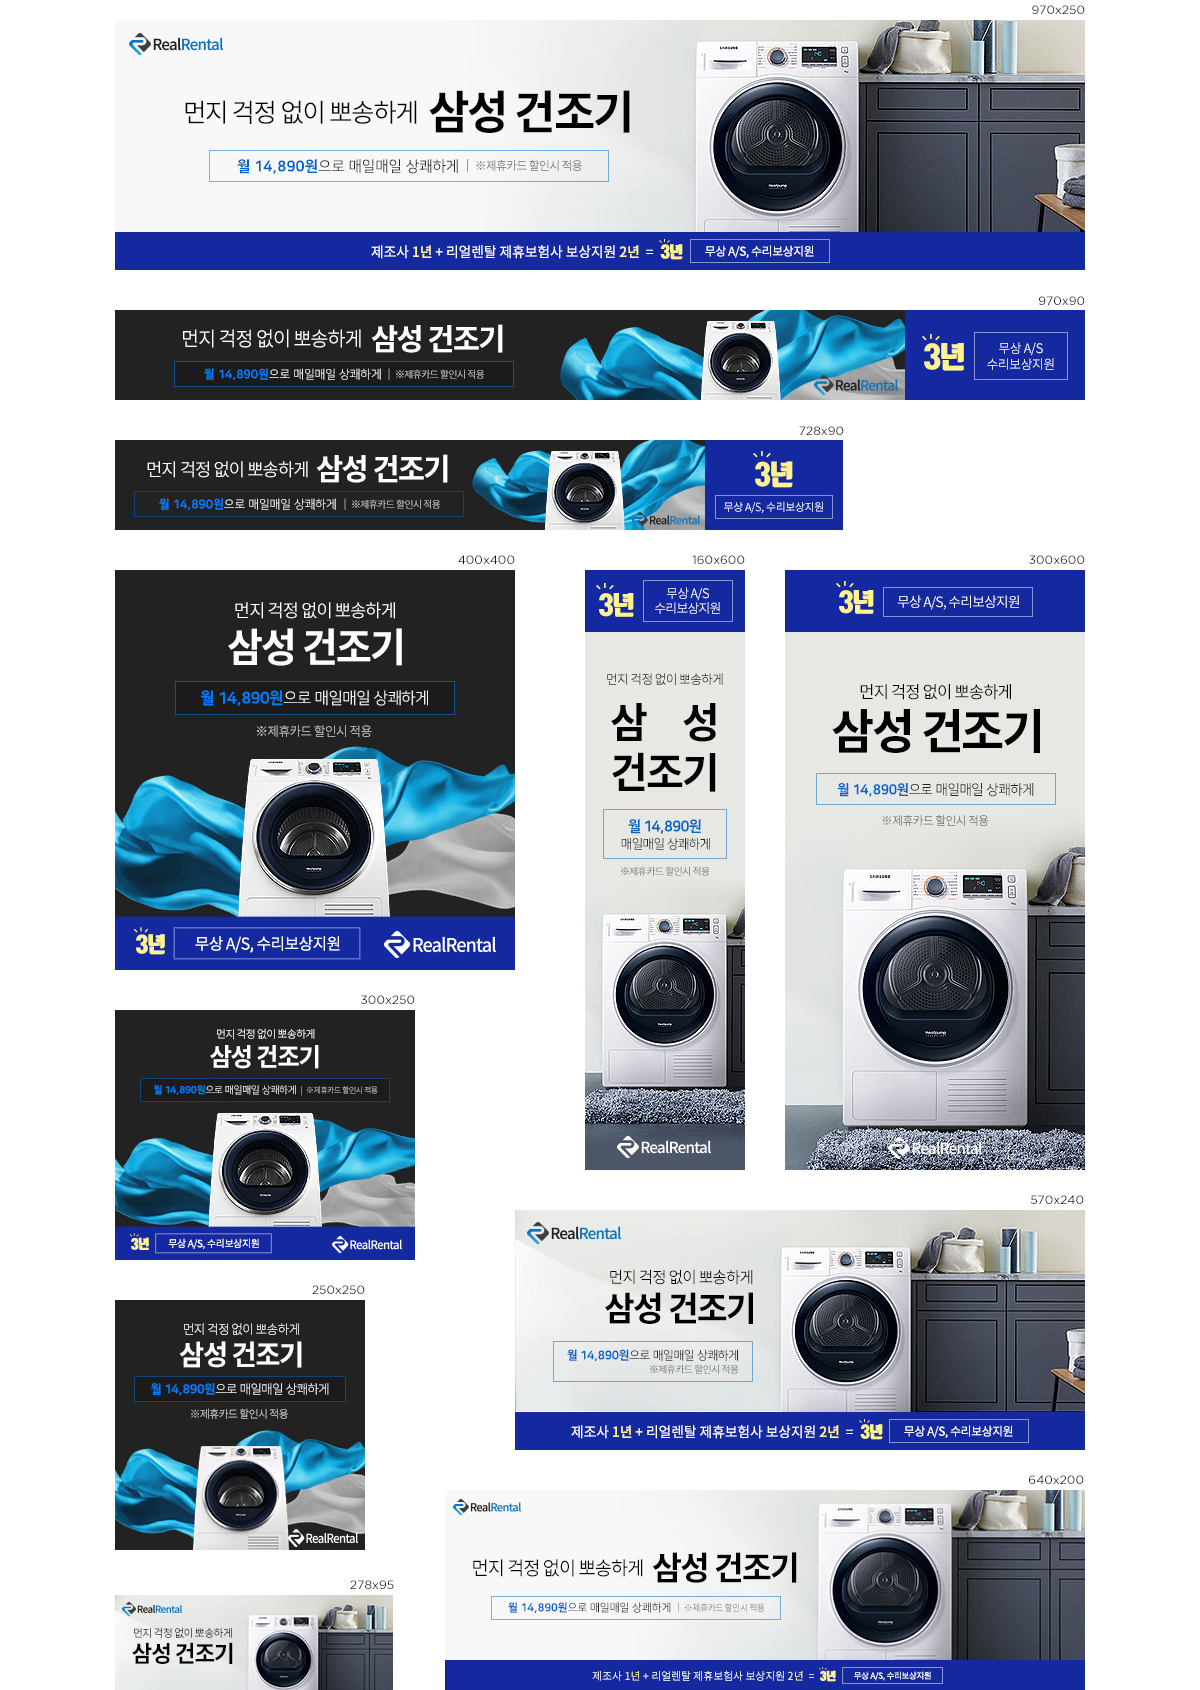 970x250
RealRental
먼지 걱정 없이 뽀송하게 삼성 건조기
월 14,890원으로 매일매일 상쾌하게 | ※제휴카드 할인시 적용
SAMSUNG
Heatpump
제조사 1년 + 리얼렌탈 제휴보험사 보상지원 2년 = 3년 무상 A/S, 수리보상지원
970x90
먼지 걱정 없이 뽀송하게 삼성 건조기
월 14,890원으로 매일매일 상쾌하게 | ※제휴카드 할인시 적용
RealRental
3년
무상 A/S
수리보상지원
728x90
먼지 걱정 없이 뽀송하게 삼성 건조기
월 14,890원으로 매일매일 상쾌하게 | ※제휴카드 할인시 적용
RealRental
3년
무상 A/S, 수리보상지원
400x400
먼지 걱정 없이 뽀송하게
삼성 건조기
월 14,890원으로 매일매일 상쾌하게
※제휴카드 할인시 적용
3년 무상 A/S, 수리보상지원
RealRental
160x600
3년
무상 A/S
수리보상지원
먼지 걱정 없이 뽀송하게
삼 성
건조기
월 14,890원
매일매일 상쾌하게
※제휴카드 할인시 적용
SAMSUNG
Heatpump
RealRental
300x600
3년 무상 A/S, 수리보상지원
먼지 걱정 없이 뽀송하게
삼성 건조기
월 14,890원으로 매일매일 상쾌하게
※제휴카드 할인시 적용
SAMSUNG
Heatpump
RealRental
300x250
먼지 걱정 없이 뽀송하게
삼성 건조기
월 14,890원으로 매일매일 상쾌하게 | ※제휴카드 할인시 적용
3년 무상 A/S, 수리보상지원
RealRental
570x240
RealRental
먼지 걱정 없이 뽀송하게
삼성 건조기
월 14,890원으로 매일매일 상쾌하게
※제휴카드 할인시 적용
제조사 1년 + 리얼렌탈 제휴보험사 보상지원 2년 = 3년 무상 A/S, 수리보상지원
250x250
먼지 걱정 없이 뽀송하게
삼성 건조기
월 14,890원으로 매일매일 상쾌하게
※제휴카드 할인시 적용
RealRental
640x200
RealRental
먼지 걱정 없이 뽀송하게 삼성 건조기
월 14,890원으로 매일매일 상쾌하게 | ※제휴카드 할인시 적용
제조사 1년 + 리얼렌탈 제휴보험사 보상지원 2년 = 3년 무상 A/S, 수리보상지원
278x95
RealRental
먼지 걱정 없이 뽀송하게
삼성 건조기